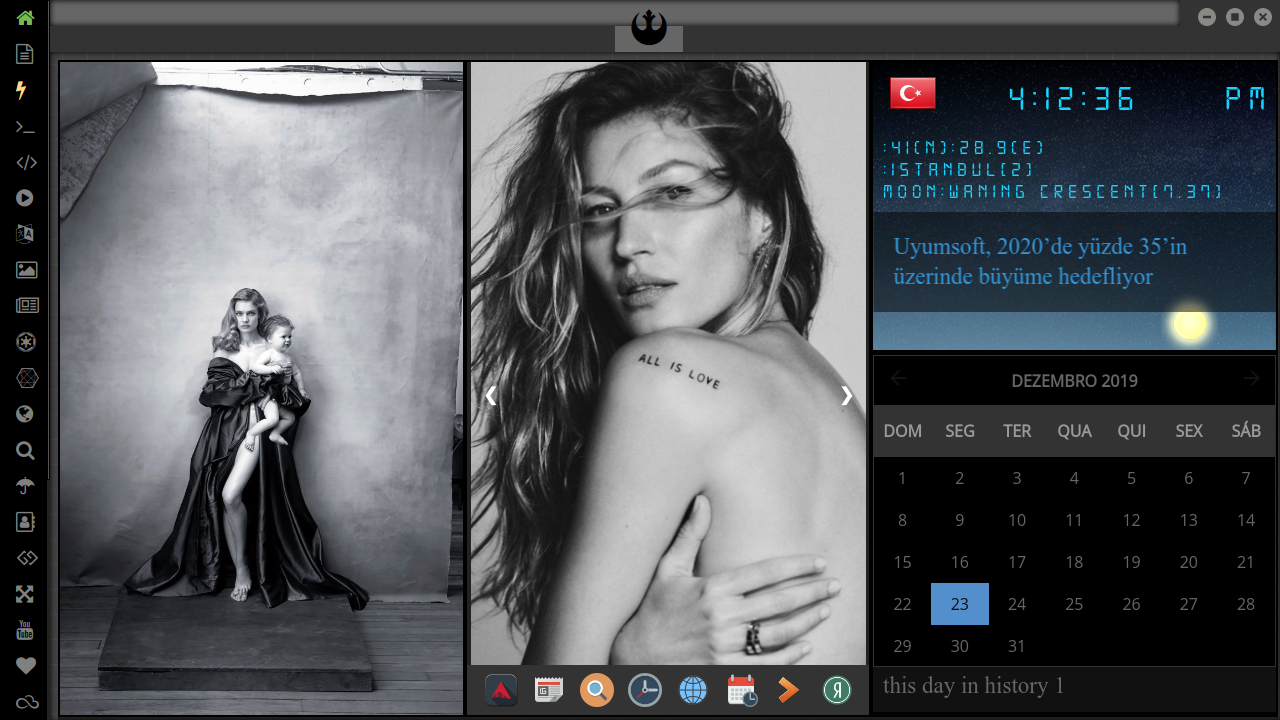 4:12:36 PM
:41(N):28.9(E)
:ISTANBUL(2)
MOON:WANING CRESCENT(7.37)
Uyumsoft, 2020’de yüzde 35’in
üzerinde büyüme hedefliyor
ALL IS LOVE
DEZEMBRO 2019
DOM SEG TER QUA QUI SEX SÁB
1 2 3 4 5 6 7
8 9 10 11 12 13 14
15 16 17 18 19 20 21
22 23 24 25 26 27 28
29 30 31
this day in history 1
You
Tube